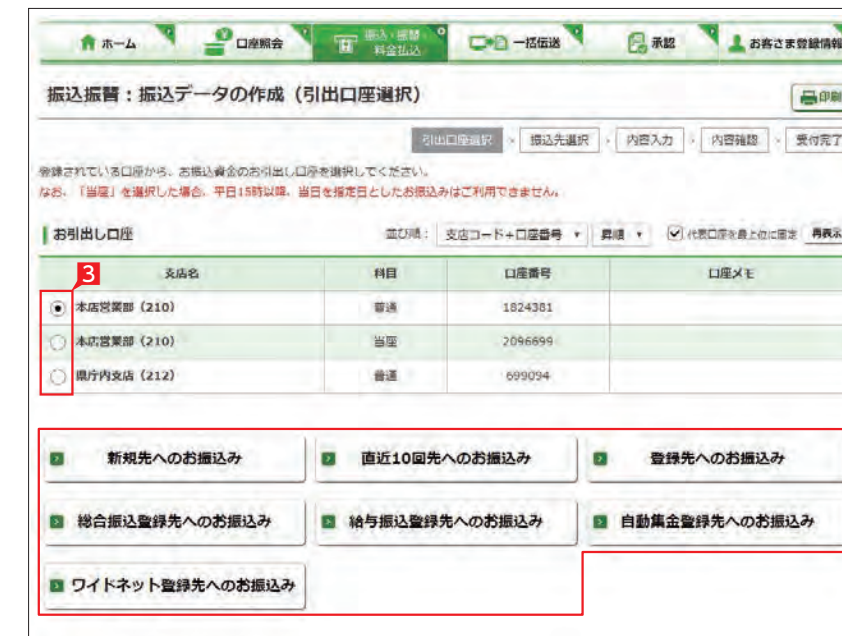 ホーム 口座照会 振込・振替・ 一括伝送 承認 お客さま登録情報
料金払込
振込振替：振込データの作成（引出口座選択） 印刷
引出口座選択 > 振込先選択 > 内容入力 > 内容確認 > 受付完了
登録されている口座から、お振込資金のお引出し口座を選択してください。
なお、「当座」を選択した場合、平日15時以降、当日を指定日としたお振込みはご利用できません。
お引出し口座 並び順： 支店コード+口座番号 昇順 代表口座を最上位に固定 再表示
3 支店名 科目 口座番号 口座メモ
本店営業部（210） 普通 1824381
本店営業部（210） 当座 2096699
県庁内支店（212） 普通 699094
新規先へのお振込み 直近10回先へのお振込み 登録先へのお振込み
総合振込登録先へのお振込み 給与振込登録先へのお振込み 自動集金登録先へのお振込み
ワイドネット登録先へのお振込み